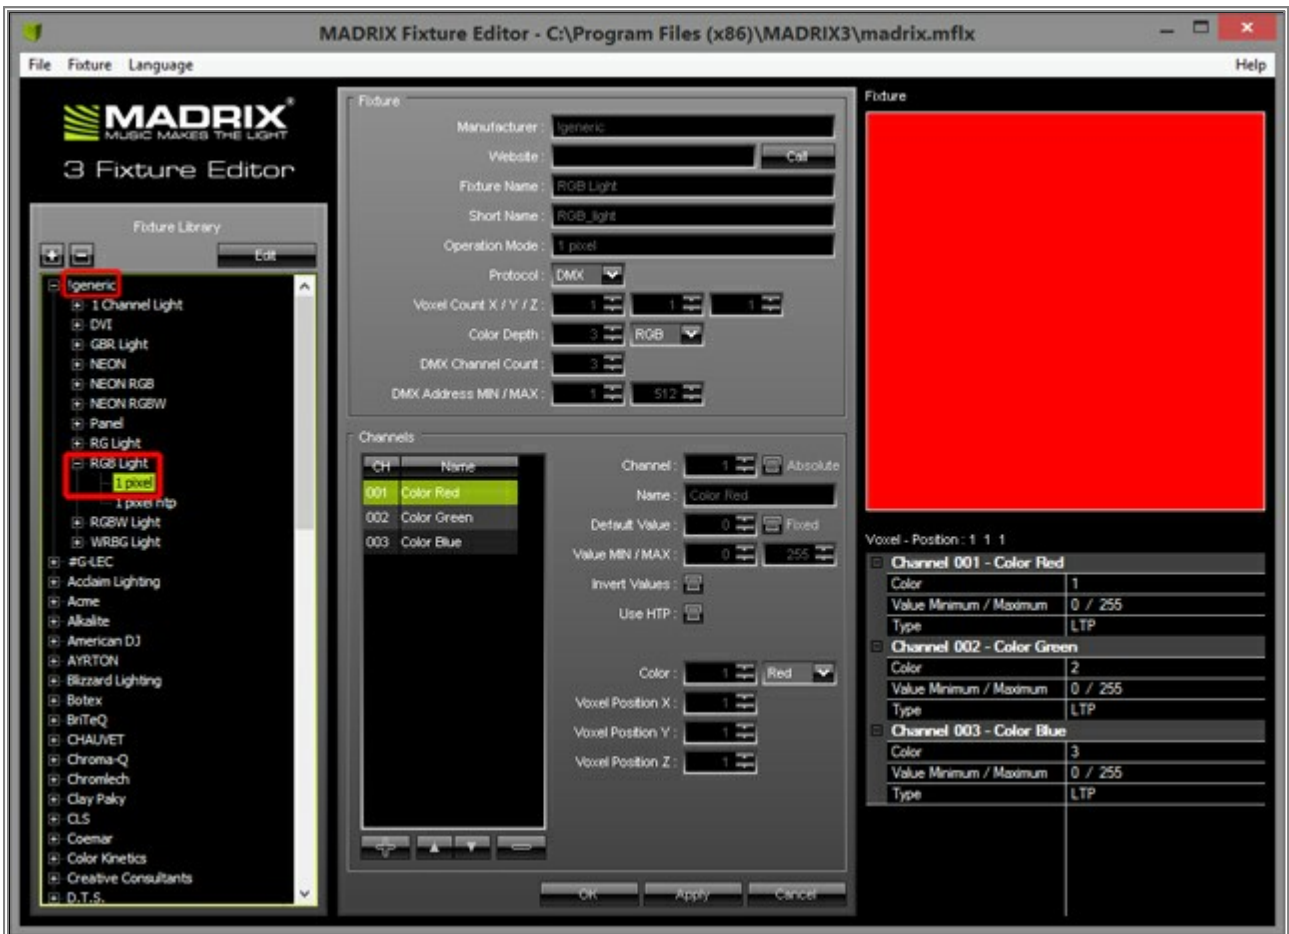 MADRIX Fixture Editor - C:\Program Files (x86)\MADRIX3\madrix.mflx
File Fixture Language Help
MADRIX®
MUSIC MAKES THE LIGHT
3 Fixture Editor
Fixture Library
Edit
!generic
1 Channel Light
DVI
GBR Light
NEON
NEON RGB
NEON RGBW
Panel
RG Light
RGB Light
1 pixel
1 pixel htp
RGBW Light
WRBG Light
#G-LEC
Acclaim Lighting
Acme
Alkalite
American DJ
AYRTON
Blizzard Lighting
Botex
BriTeQ
CHAUVET
Chroma-Q
Chromlech
Clay Paky
CLS
Coemar
Color Kinetics
Creative Consultants
D.T.S.
Fixture
Manufacturer : !generic
Website : Call
Fixture Name : RGB Light
Short Name : RGB_light
Operation Mode : 1 pixel
Protocol : DMX
Voxel Count X / Y / Z : 1 1 1
Color Depth : 3 RGB
DMX Channel Count : 3
DMX Address MIN / MAX : 1 512
Channels
CH Name
001 Color Red
002 Color Green
003 Color Blue
Channel : 1 Absolute
Name : Color Red
Default Value : 0 Fixed
Value MIN / MAX : 0 255
Invert Values :
Use HTP :
Color : 1 Red
Voxel Position X : 1
Voxel Position Y : 1
Voxel Position Z : 1
OK Apply Cancel
Fixture
Voxel - Position : 1 1 1
Channel 001 - Color Red
Color 1
Value Minimum / Maximum 0 / 255
Type LTP
Channel 002 - Color Green
Color 2
Value Minimum / Maximum 0 / 255
Type LTP
Channel 003 - Color Blue
Color 3
Value Minimum / Maximum 0 / 255
Type LTP